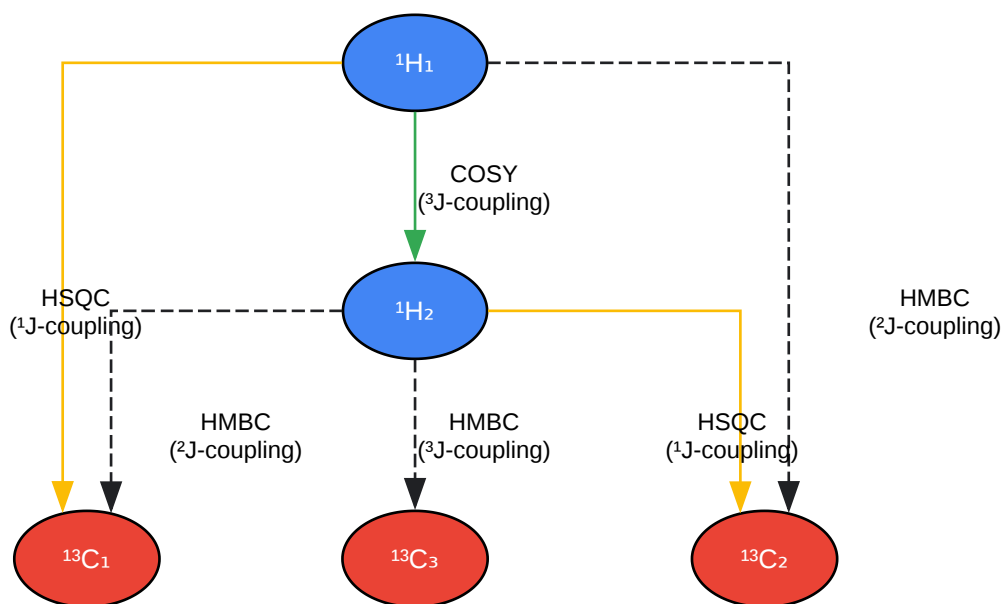 ¹H₁
COSY
(³J-coupling)
HSQC
(¹J-coupling)
¹H₂
HMBC
(²J-coupling)
HMBC
(²J-coupling)
HMBC
(³J-coupling)
HSQC
(¹J-coupling)
¹³C₁
¹³C₃
¹³C₂